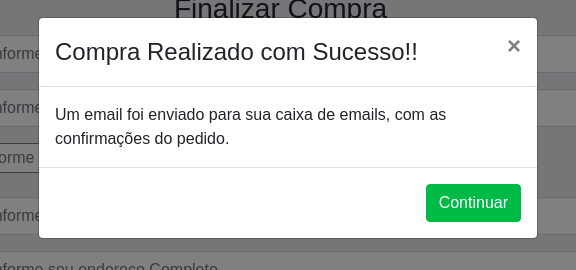 Finalizar Compra
Compra Realizado com Sucesso!!
×
nforme
Um email foi enviado para sua caixa de emails, com as
confirmações do pedido.
nforme
orme
Continuar
nforme
nforme seu endereço Completo